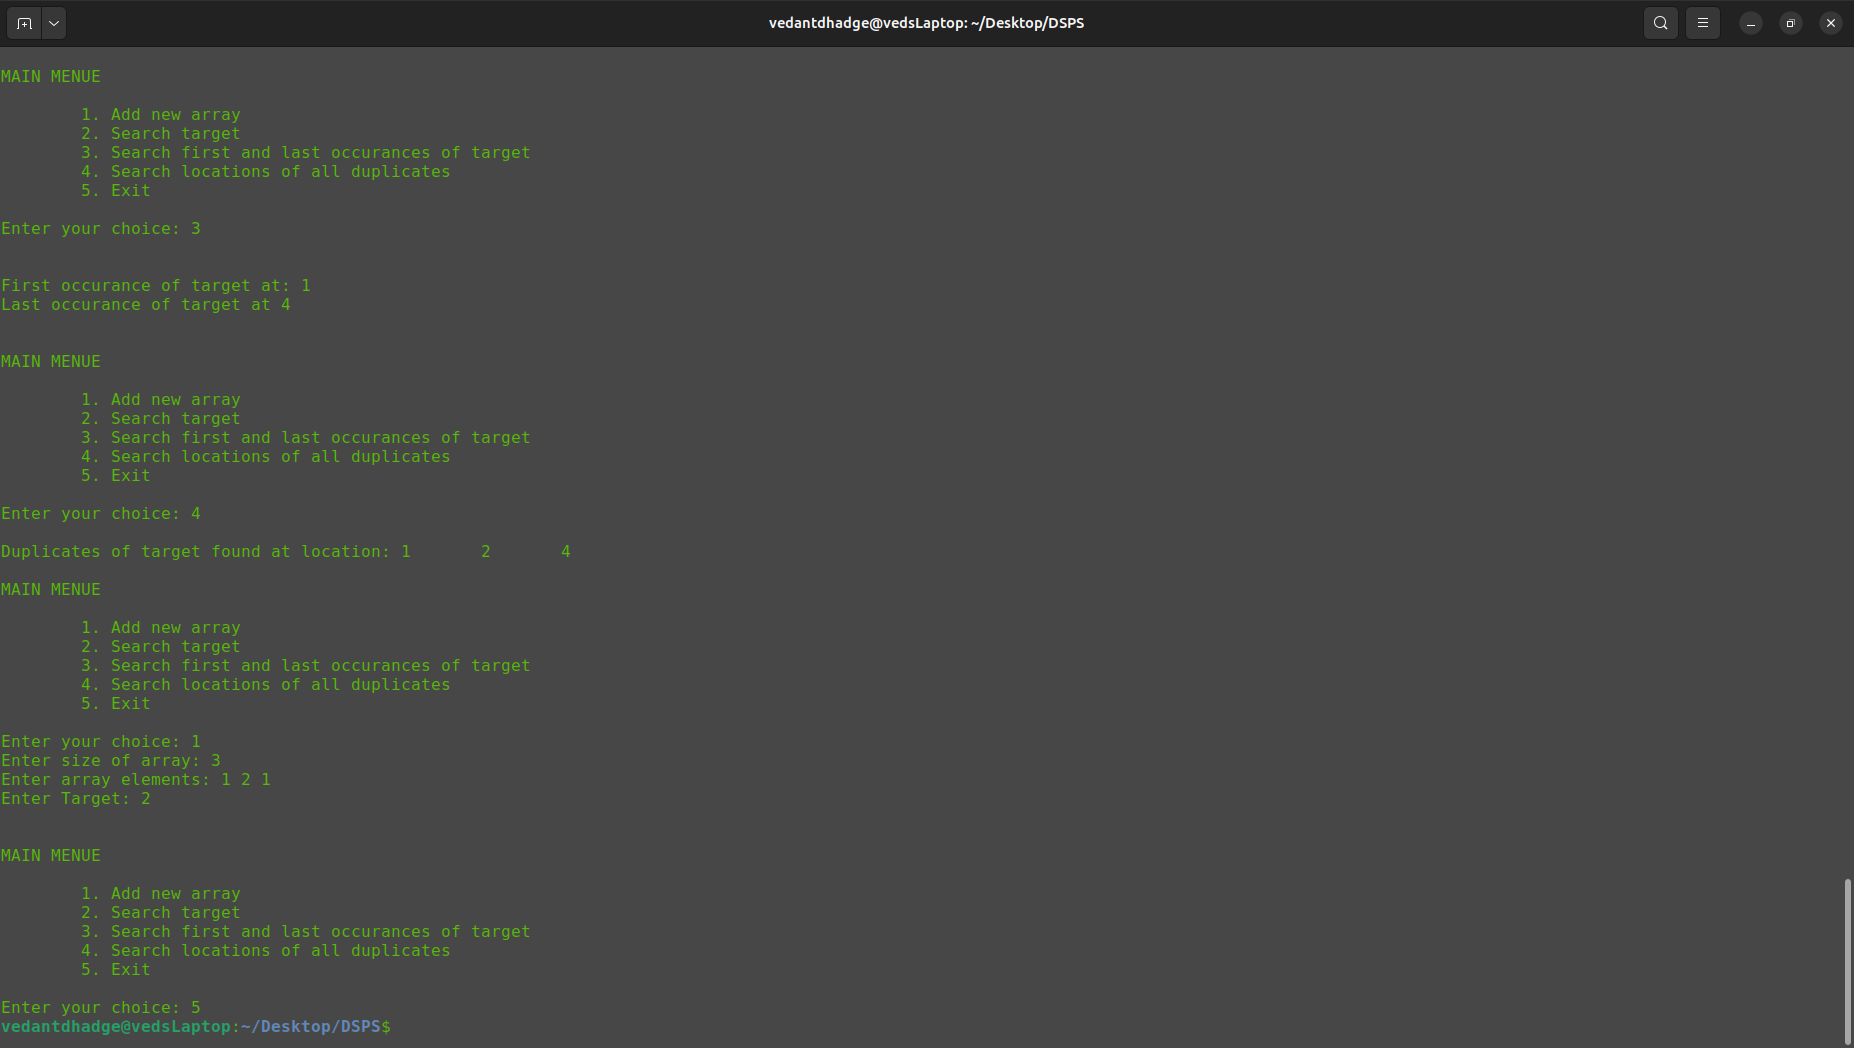 vedantdhadge@vedsLaptop: ~/Desktop/DSPS
MAIN MENUE
1. Add new array
2. Search target
3. Search first and last occurances of target
4. Search locations of all duplicates
5. Exit
Enter your choice: 3
First occurance of target at: 1
Last occurance of target at 4
MAIN MENUE
1. Add new array
2. Search target
3. Search first and last occurances of target
4. Search locations of all duplicates
5. Exit
Enter your choice: 4
Duplicates of target found at location: 1 2 4
MAIN MENUE
1. Add new array
2. Search target
3. Search first and last occurances of target
4. Search locations of all duplicates
5. Exit
Enter your choice: 1
Enter size of array: 3
Enter array elements: 1 2 1
Enter Target: 2
MAIN MENUE
1. Add new array
2. Search target
3. Search first and last occurances of target
4. Search locations of all duplicates
5. Exit
Enter your choice: 5
vedantdhadge@vedsLaptop:~/Desktop/DSPS$